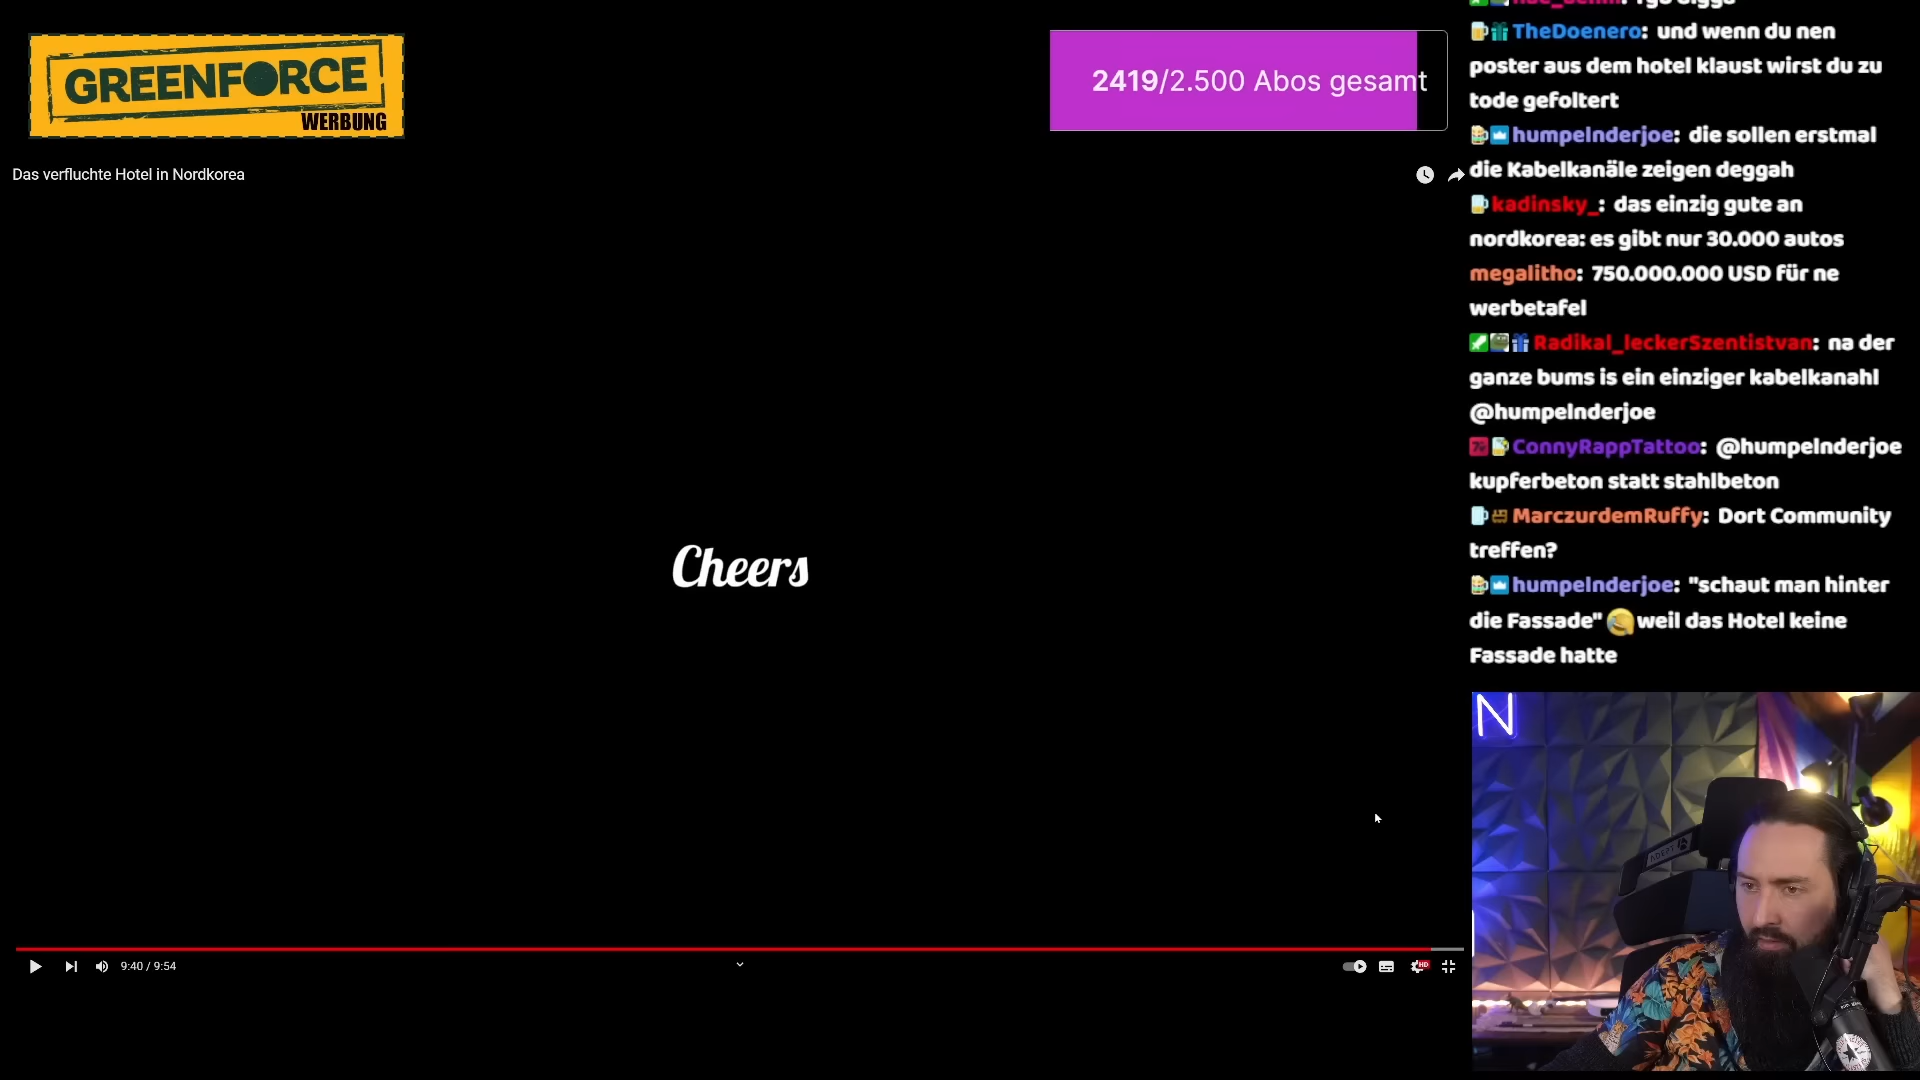 GREENFORCE
WERBUNG
2419/2.500 Abos gesamt
Das verfluchte Hotel in Nordkorea
Cheers
9:40 / 9:54
HD
TheDoenero: und wenn du nen
poster aus dem hotel klaust wirst du zu
tode gefoltert
humpelnderjoe: die sollen erstmal
die Kabelkanäle zeigen deggah
kadinsky_: das einzig gute an
nordkorea: es gibt nur 30.000 autos
megalitho: 750.000.000 USD für ne
werbetafel
Radikal_leckerSzentistvan: na der
ganze bums is ein einziger kabelkanahl
@humpelnderjoe
ConnyRappTattoo: @humpelnderjoe
kupferbeton statt stahlbeton
MarczurdemRuffy: Dort Community
treffen?
humpelnderjoe: "schaut man hinter
die Fassade" weil das Hotel keine
Fassade hatte
N